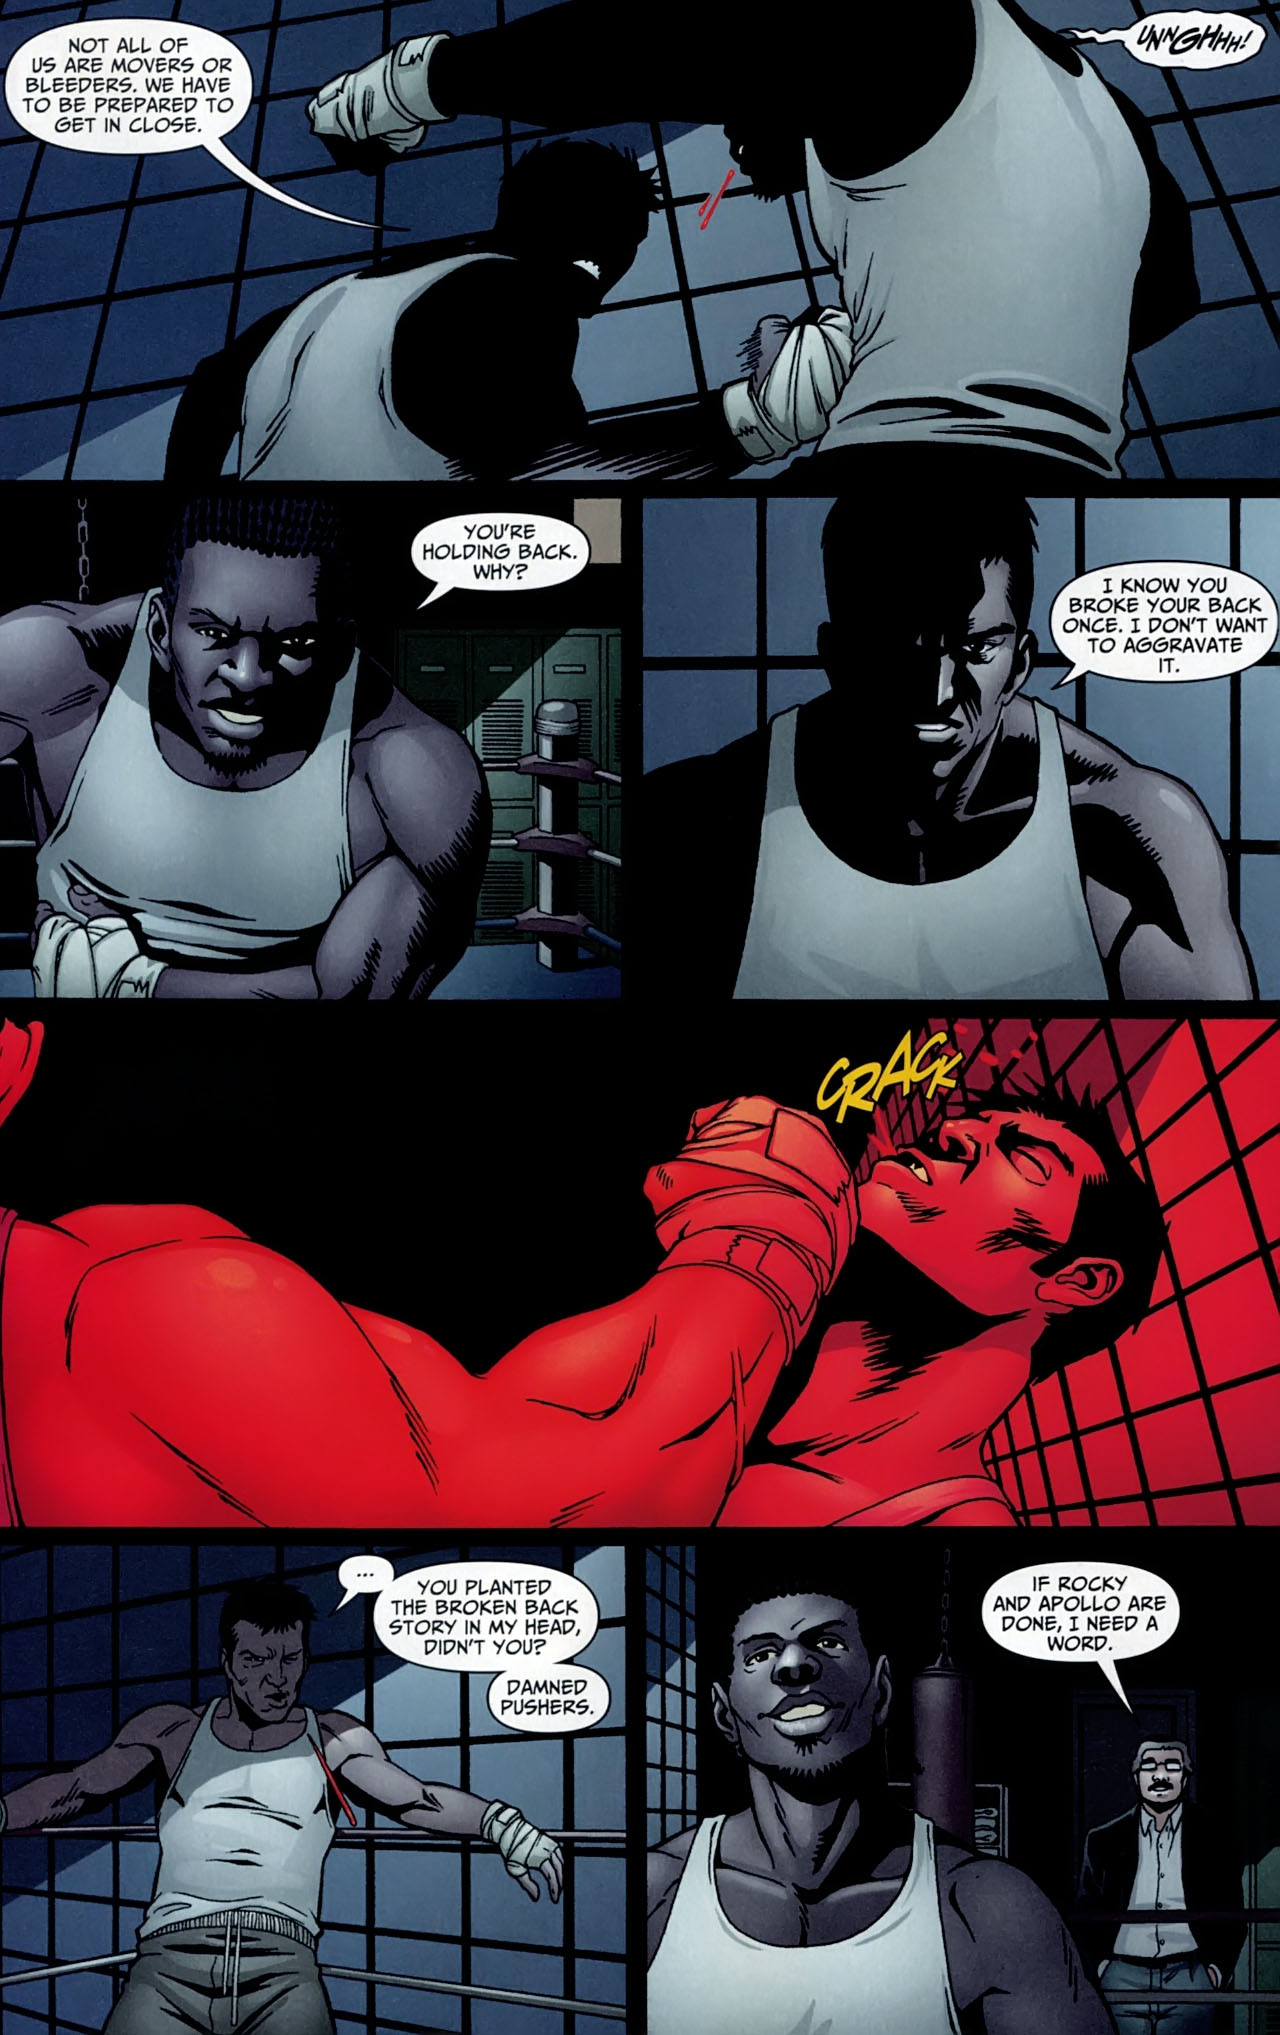 NOT ALL OF
US ARE MOVERS OR
BLEEDERS. WE HAVE
TO BE PREPARED TO
GET IN CLOSE.
UNNGHHH!
YOU'RE
HOLDING BACK.
WHY?
I KNOW YOU
BROKE YOUR BACK
ONCE. I DON'T WANT
TO AGGRAVATE
IT.
CRACK
...
YOU PLANTED
THE BROKEN BACK
STORY IN MY HEAD,
DIDN'T YOU?
DAMNED
PUSHERS.
IF ROCKY
AND APOLLO ARE
DONE, I NEED A
WORD.